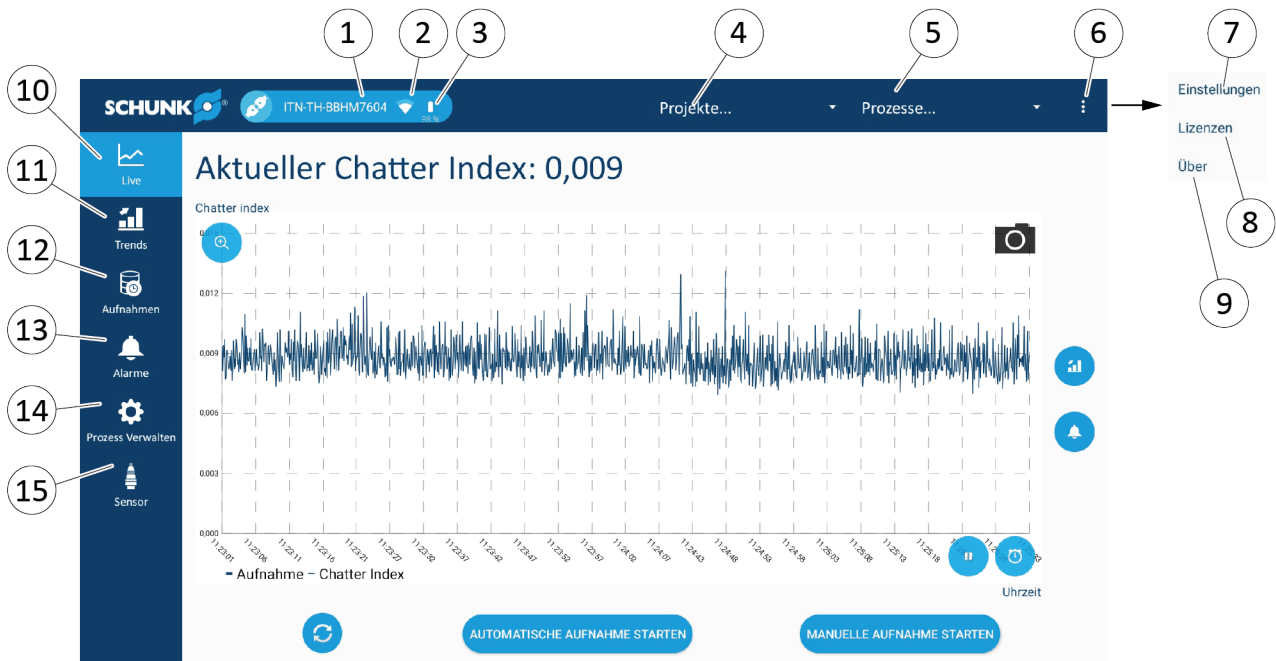 1 2 3 4 5 6 7
10 SCHUNK® ITN-TH-BBHM7604 98 % Projekte... Prozesse... Einstellungen
Lizenzen
Über
8
9
Live
11
Trends
12
Aufnahmen
13
Alarme
14
Prozess Verwalten
15
Sensor
Aktueller Chatter Index: 0,009
Chatter index
0,012
0,009
0,006
0,003
0,000
11:23:01 11:23:06 11:23:11 11:23:16 11:23:21 11:23:27 11:23:32 11:23:37 11:23:42 11:23:47 11:23:52 11:23:57 11:24:02 11:24:07 11:24:43 11:24:48 11:24:53 11:24:58 11:25:03 11:25:08 11:25:13 11:25:18
Aufnahme – Chatter Index
Uhrzeit
AUTOMATISCHE AUFNAHME STARTEN
MANUELLE AUFNAHME STARTEN